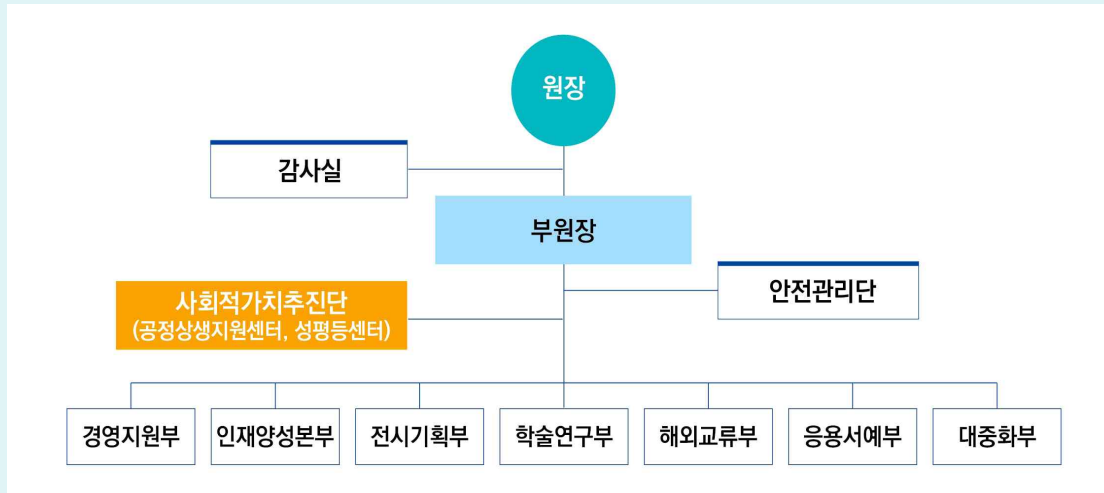 원장
감사실
부원장
안전관리단
사회적가치추진단
(공정상생지원센터, 성평등센터)
경영지원부
인재양성본부
전시기획부
학술연구부
해외교류부
응용서예부
대중화부